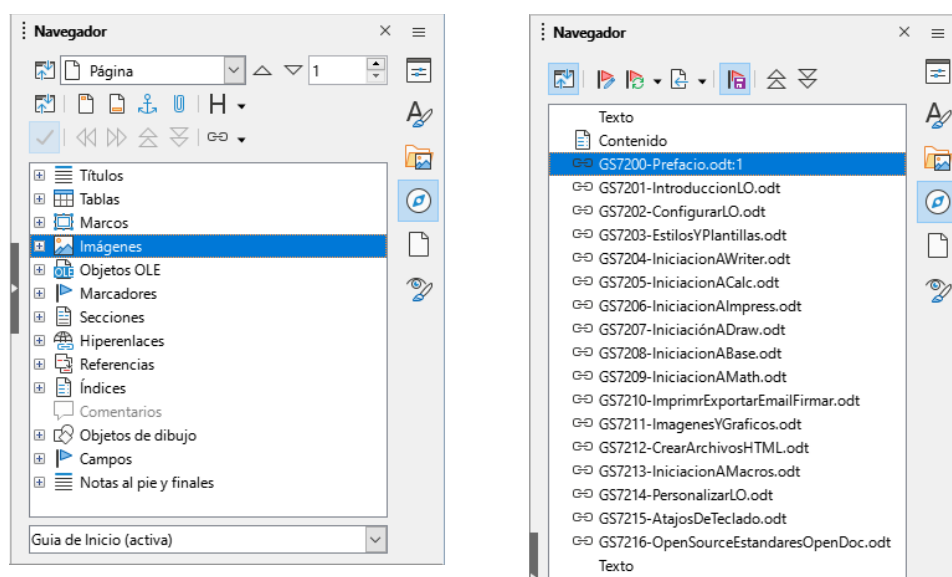 Navegador
Página
1
Títulos
Tablas
Marcos
Imágenes
OLE Objetos OLE
Marcadores
Secciones
Hiperenlaces
Referencias
Índices
Comentarios
Objetos de dibujo
Campos
Notas al pie y finales
Guia de Inicio (activa)
Navegador
Texto
Contenido
GS7200-Prefacio.odt:1
GS7201-IntroduccionLO.odt
GS7202-ConfigurarLO.odt
GS7203-EstilosYPlantillas.odt
GS7204-IniciacionAWriter.odt
GS7205-IniciacionACalc.odt
GS7206-IniciacionAImpress.odt
GS7207-IniciaciónADraw.odt
GS7208-IniciacionABase.odt
GS7209-IniciacionAMath.odt
GS7210-ImprimrExportarEmailFirmar.odt
GS7211-ImagenesYGraficos.odt
GS7212-CrearArchivosHTML.odt
GS7213-IniciacionAMacros.odt
GS7214-PersonalizarLO.odt
GS7215-AtajosDeTeclado.odt
GS7216-OpenSourceEstandaresOpenDoc.odt
Texto